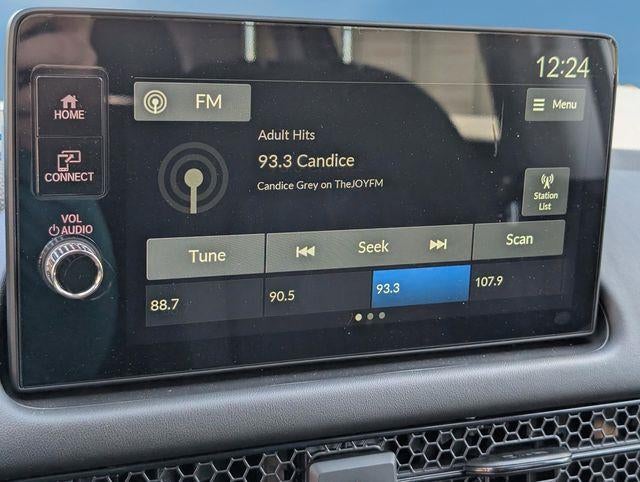 12:24
FM
Menu
HOME
CONNECT
VOL
AUDIO
Adult Hits
93.3 Candice
Candice Grey on TheJOYFM
Station
List
Tune
Seek
Scan
88.7
90.5
93.3
107.9